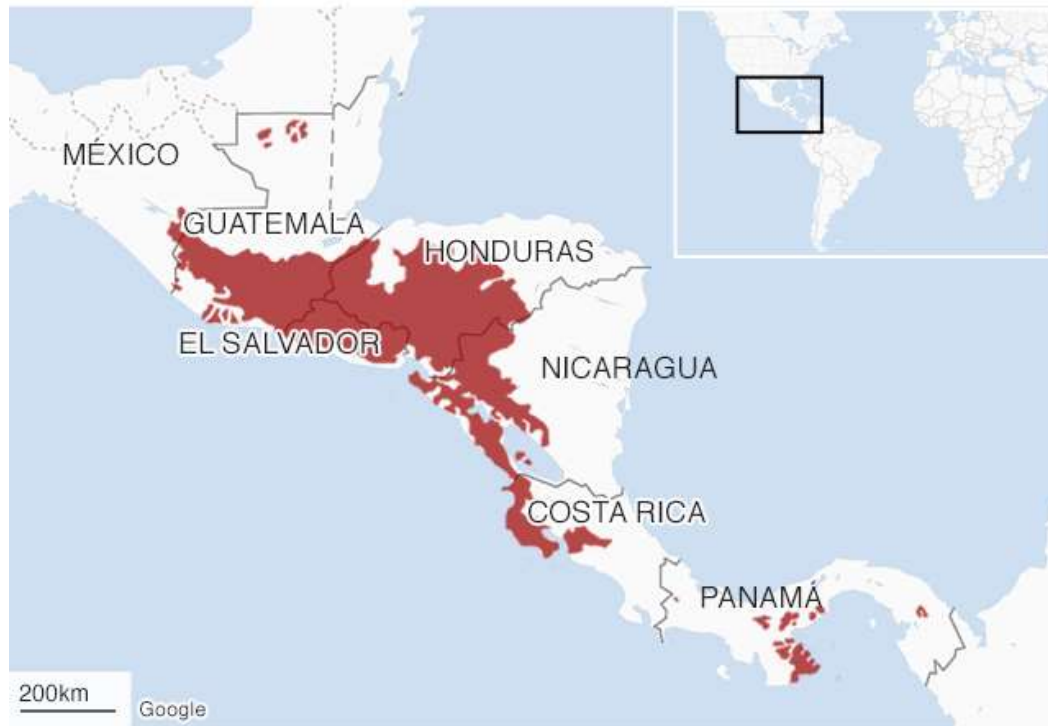 MÉXICO
GUATEMALA
HONDURAS
EL SALVADOR
NICARAGUA
COSTA RICA
PANAMÁ
200km
Google